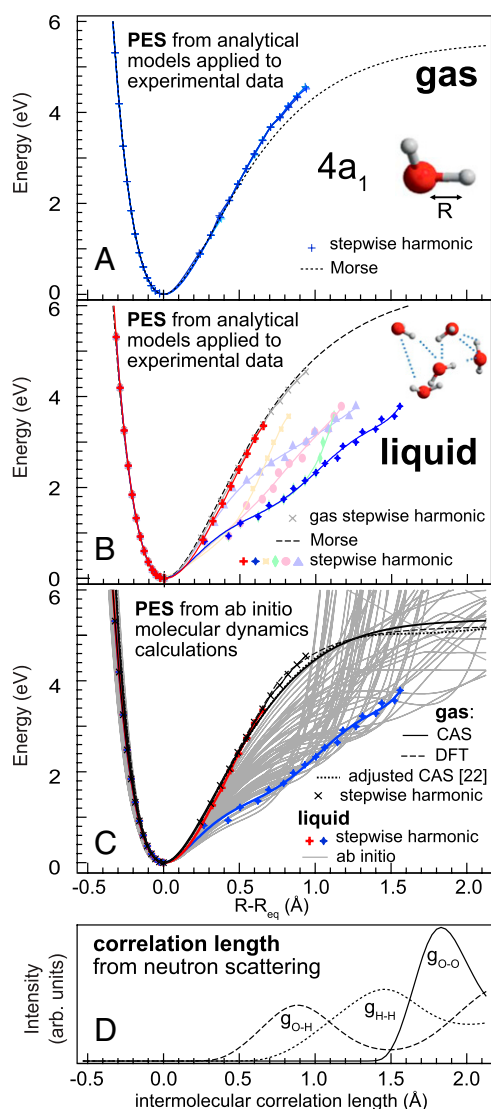 6
4
2
0
Energy (eV)
PES from analytical
models applied to
experimental data
gas
4a1
R
A
+ stepwise harmonic
Morse
6
4
2
0
Energy (eV)
PES from analytical
models applied to
experimental data
liquid
B
× gas stepwise harmonic
Morse
stepwise harmonic
6
4
2
0
Energy (eV)
PES from ab initio
molecular dynamics
calculations
gas:
CAS
DFT
adjusted CAS [22]
× stepwise harmonic
liquid
stepwise harmonic
ab initio
C
-0.5 0.0 0.5 1.0 1.5 2.0
R-Req (Å)
correlation length
from neutron scattering
Intensity
(arb. units)
D
gO-H
gH-H
gO-O
0.0 0.5 1.0 1.5 2.0
intermolecular correlation length (Å)